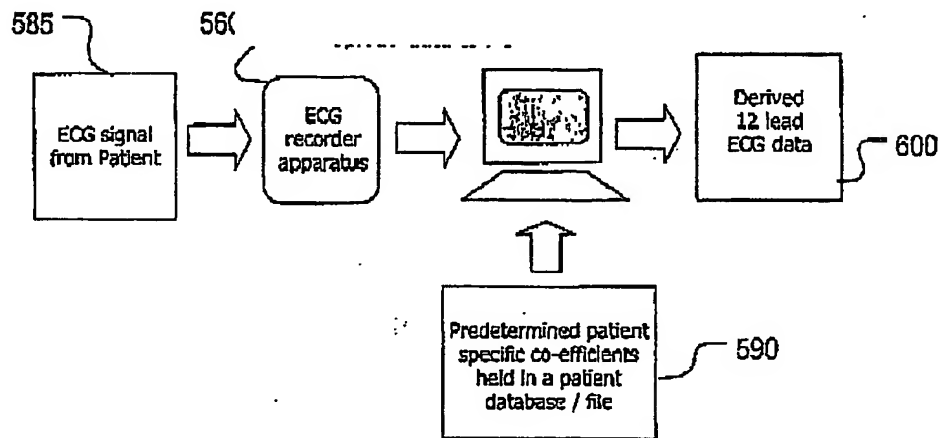 585
ECG signal
from Patient
ECG
recorder
apparatus
Derived
12 lead
ECG data
600
Predetermined patient
specific co-efficients
held in a patient
database / file
590